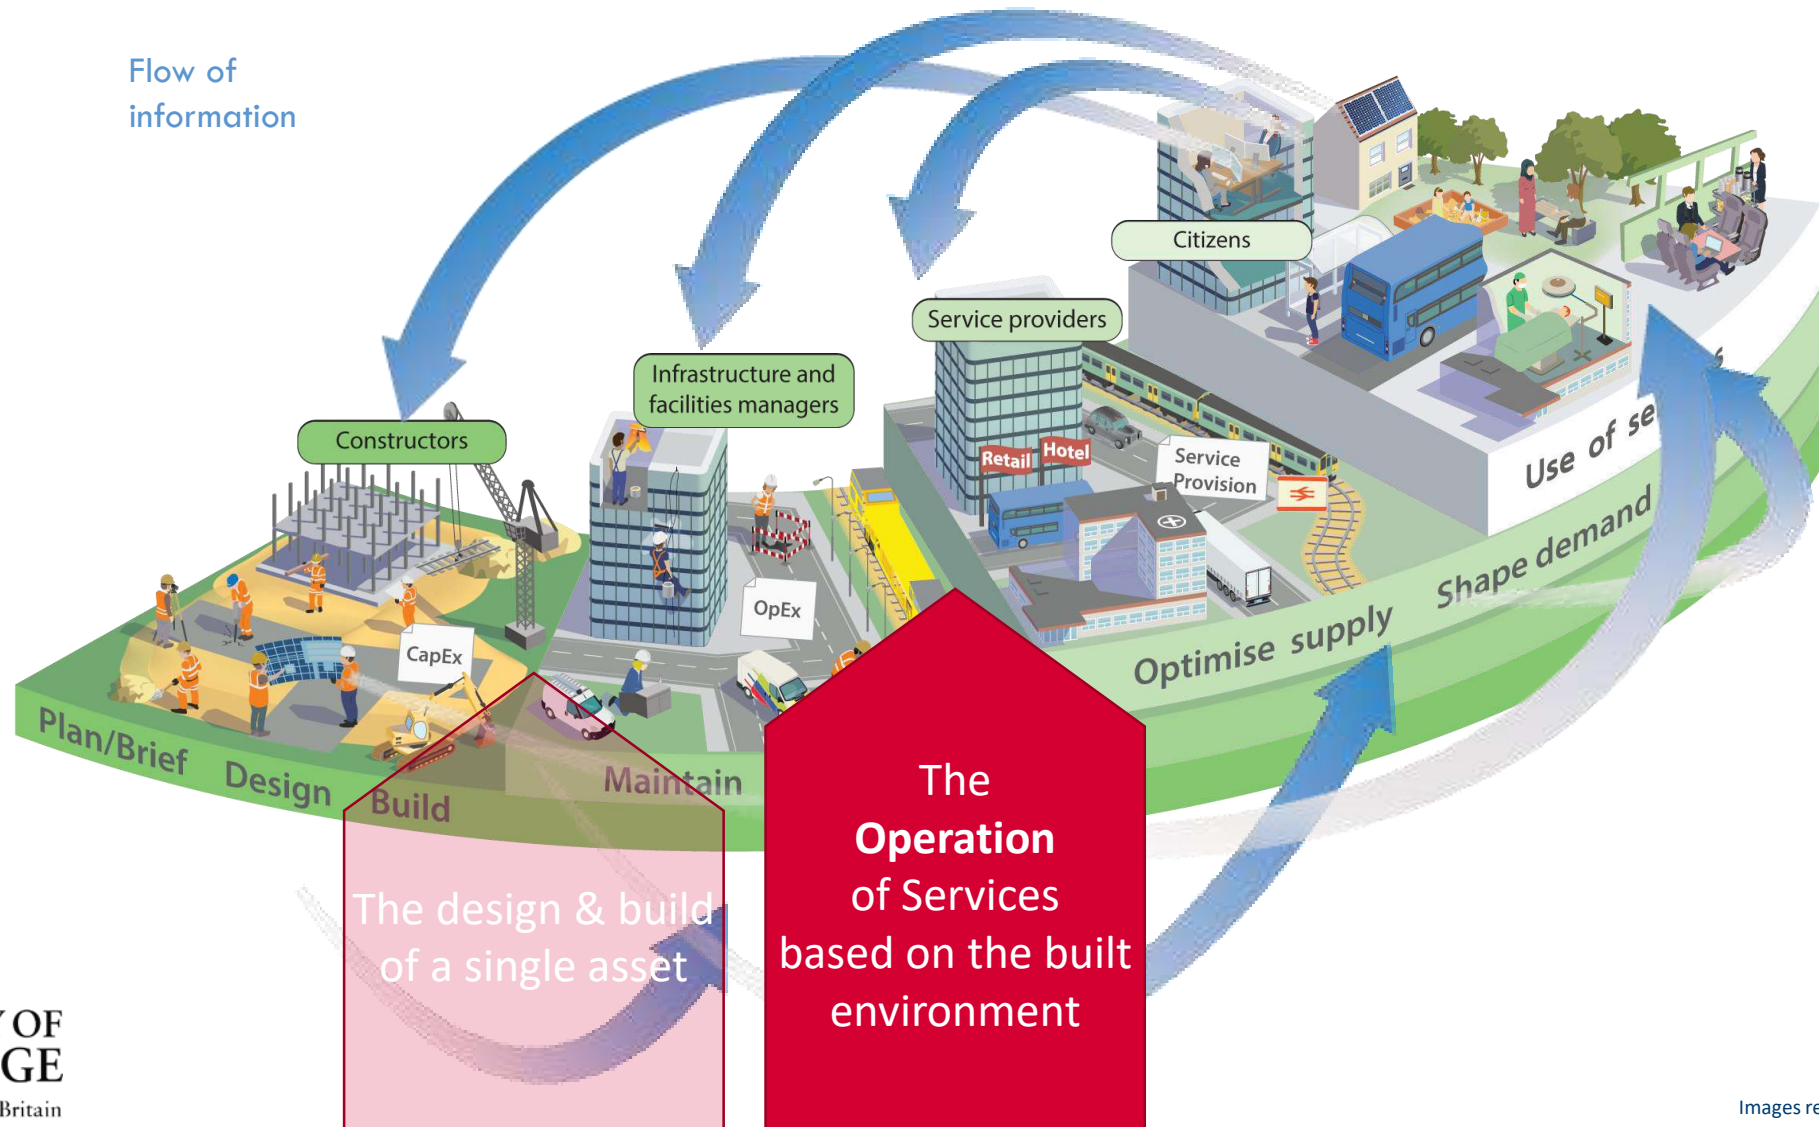 Flow of
information
Citizens
Service providers
Infrastructure and
facilities managers
Constructors
Retail
Hotel
Service
Provision
OpEx
CapEx
Use of se
s
Shape demand
Optimise supply
Maintain
Plan/Brief Design Build
The design & build
of a single asset
The
Operation
of Services
based on the built
environment
Y OF
GE
Britain
Images re